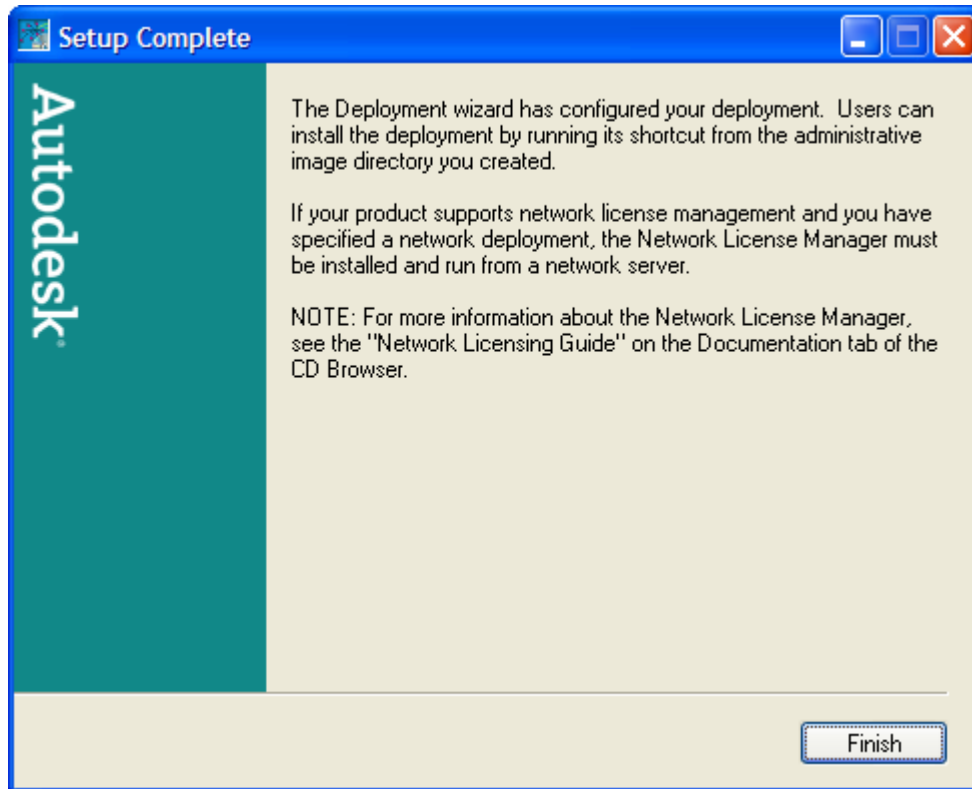 Setup Complete
Autodesk®
The Deployment wizard has configured your deployment.  Users can
install the deployment by running its shortcut from the administrative
image directory you created.
If your product supports network license management and you have
specified a network deployment, the Network License Manager must
be installed and run from a network server.
NOTE: For more information about the Network License Manager,
see the "Network Licensing Guide" on the Documentation tab of the
CD Browser.
Finish